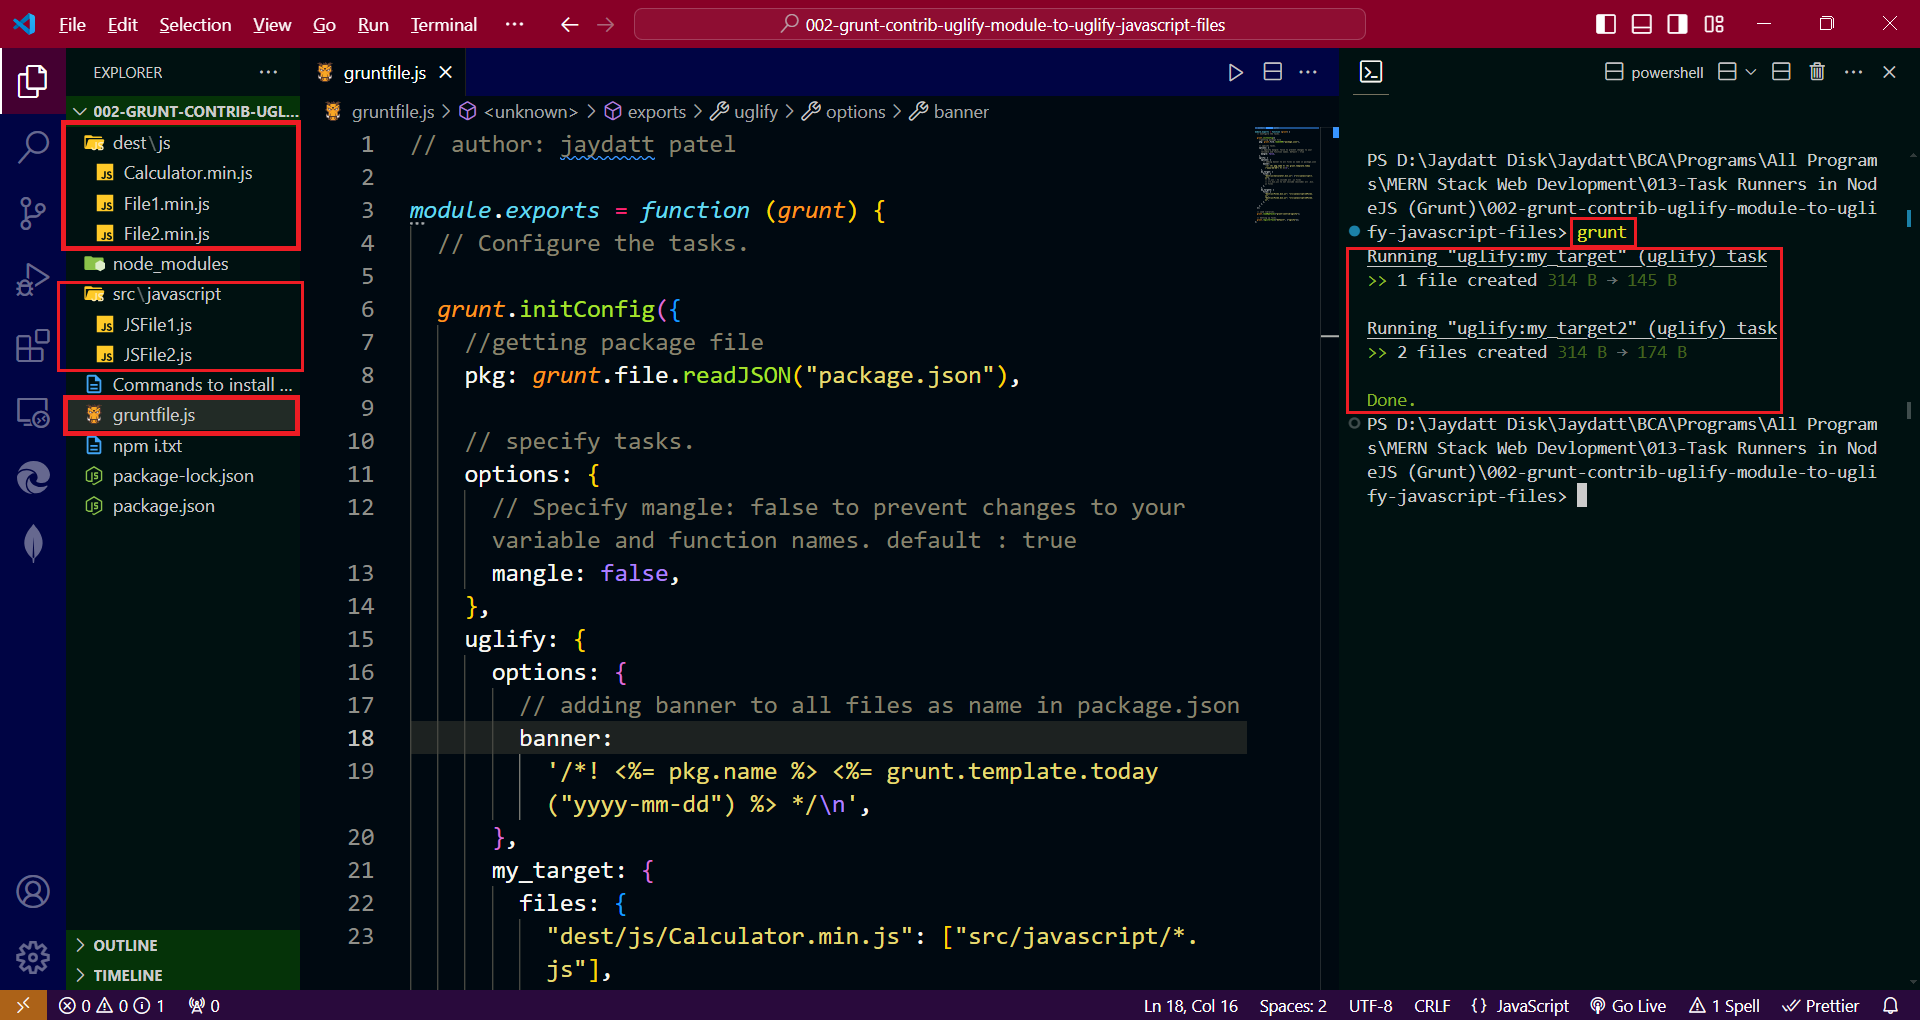 File Edit Selection View Go Run Terminal ···
002-grunt-contrib-uglify-module-to-uglify-javascript-files
EXPLORER ···
002-GRUNT-CONTRIB-UGL...
dest\js
Calculator.min.js
File1.min.js
File2.min.js
node_modules
src\javascript
JSFile1.js
JSFile2.js
Commands to install ...
gruntfile.js
npm i.txt
package-lock.json
package.json
OUTLINE
TIMELINE
gruntfile.js
gruntfile.js > <unknown> > exports > uglify > options > banner
1 // author: jaydatt patel
2
3 module.exports = function (grunt) {
4 // Configure the tasks.
5
6 grunt.initConfig({
7 //getting package file
8 pkg: grunt.file.readJSON("package.json"),
9
10 // specify tasks.
11 options: {
12 // Specify mangle: false to prevent changes to your
variable and function names. default : true
13 mangle: false,
14 },
15 uglify: {
16 options: {
17 // adding banner to all files as name in package.json
18 banner:
19 '/*! <%= pkg.name %> <%= grunt.template.today
("yyyy-mm-dd") %> */\n',
20 },
21 my_target: {
22 files: {
23 "dest/js/Calculator.min.js": ["src/javascript/*.
js"],
powershell
PS D:\Jaydatt Disk\Jaydatt\BCA\Programs\All Program
s\MERN Stack Web Devlopment\013-Task Runners in Nod
eJS (Grunt)\002-grunt-contrib-uglify-module-to-ugli
fy-javascript-files> grunt
Running "uglify:my_target" (uglify) task
>> 1 file created 314 B → 145 B
Running "uglify:my_target2" (uglify) task
>> 2 files created 314 B → 174 B
Done.
PS D:\Jaydatt Disk\Jaydatt\BCA\Programs\All Program
s\MERN Stack Web Devlopment\013-Task Runners in Nod
eJS (Grunt)\002-grunt-contrib-uglify-module-to-ugli
fy-javascript-files>
0 0 1 0 Ln 18, Col 16 Spaces: 2 UTF-8 CRLF {} JavaScript Go Live 1 Spell Prettier